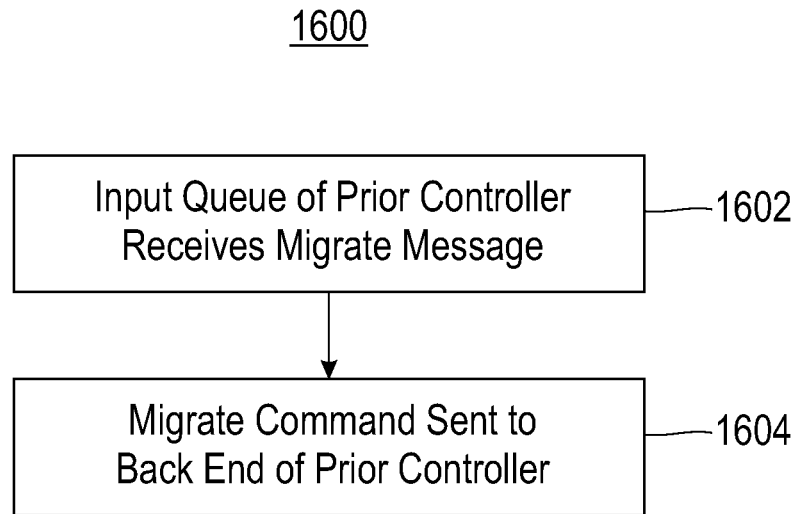 1600
Input Queue of Prior Controller
Receives Migrate Message
1602
Migrate Command Sent to
Back End of Prior Controller
1604